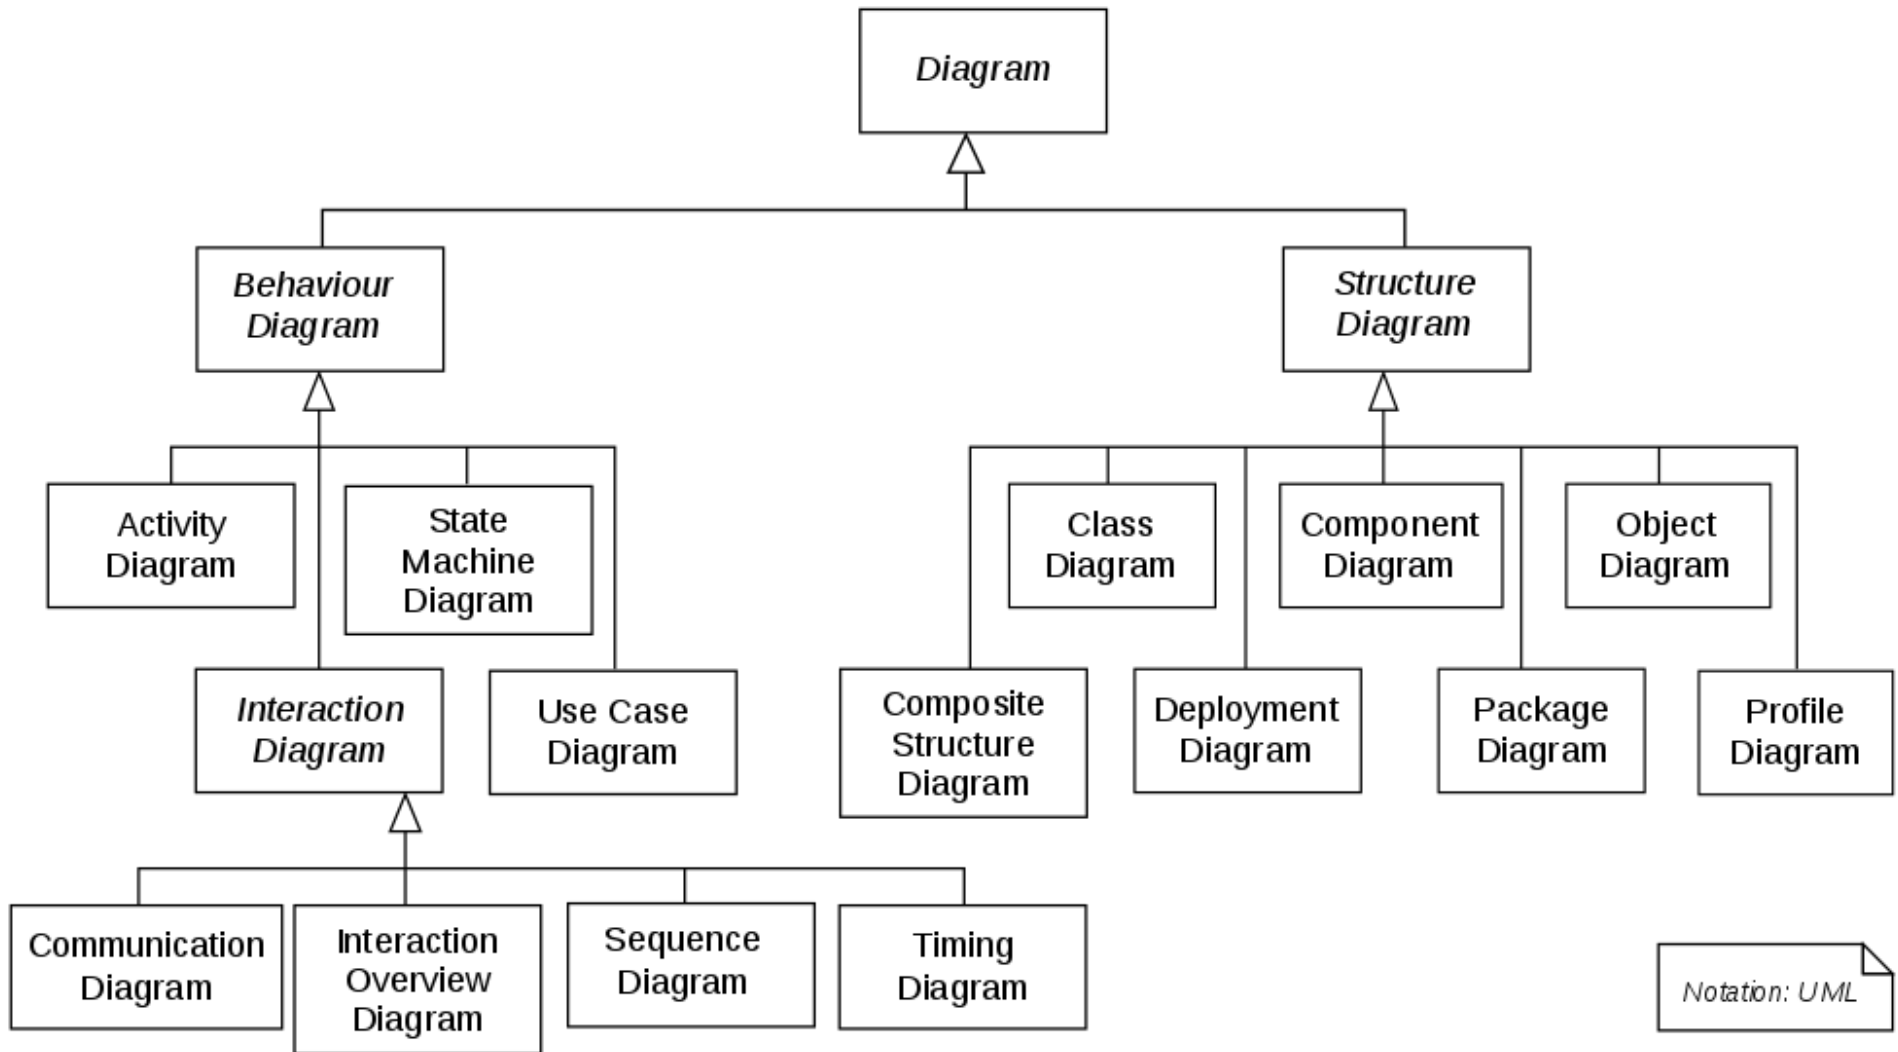 Diagram
Behaviour
Diagram
Structure
Diagram
Activity
Diagram
State
Machine
Diagram
Class
Diagram
Component
Diagram
Object
Diagram
Interaction
Diagram
Use Case
Diagram
Composite
Structure
Diagram
Deployment
Diagram
Package
Diagram
Profile
Diagram
Communication
Diagram
Interaction
Overview
Diagram
Sequence
Diagram
Timing
Diagram
Notation: UML